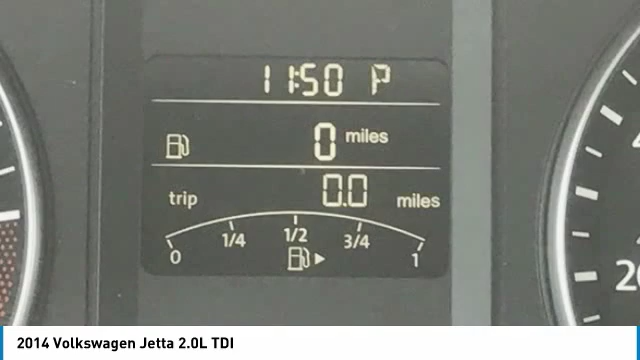 11:50 P
0 miles
trip 0.0 miles
0 1/4 1/2 3/4 1
2014 Volkswagen Jetta 2.0L TDI